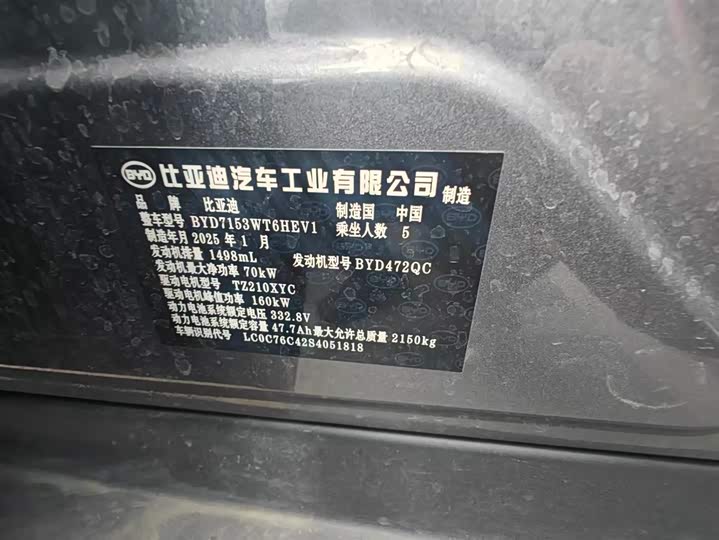 BYD 比亚迪汽车工业有限公司 制造
品牌 比亚迪 制造国 中国
整车型号 BYD7153WT6HEV1 乘坐人数 5
制造年月 2025 年 1 月
发动机排量 1498mL 发动机型号 BYD472QC
发动机最大净功率 70kW
驱动电机型号 TZ210XYC
驱动电机峰值功率 160kW
动力电池系统额定电压 332.8V
动力电池系统额定容量 47.7Ah 最大允许总质量 2150kg
车辆识别代号 LC0C76C42S4051818